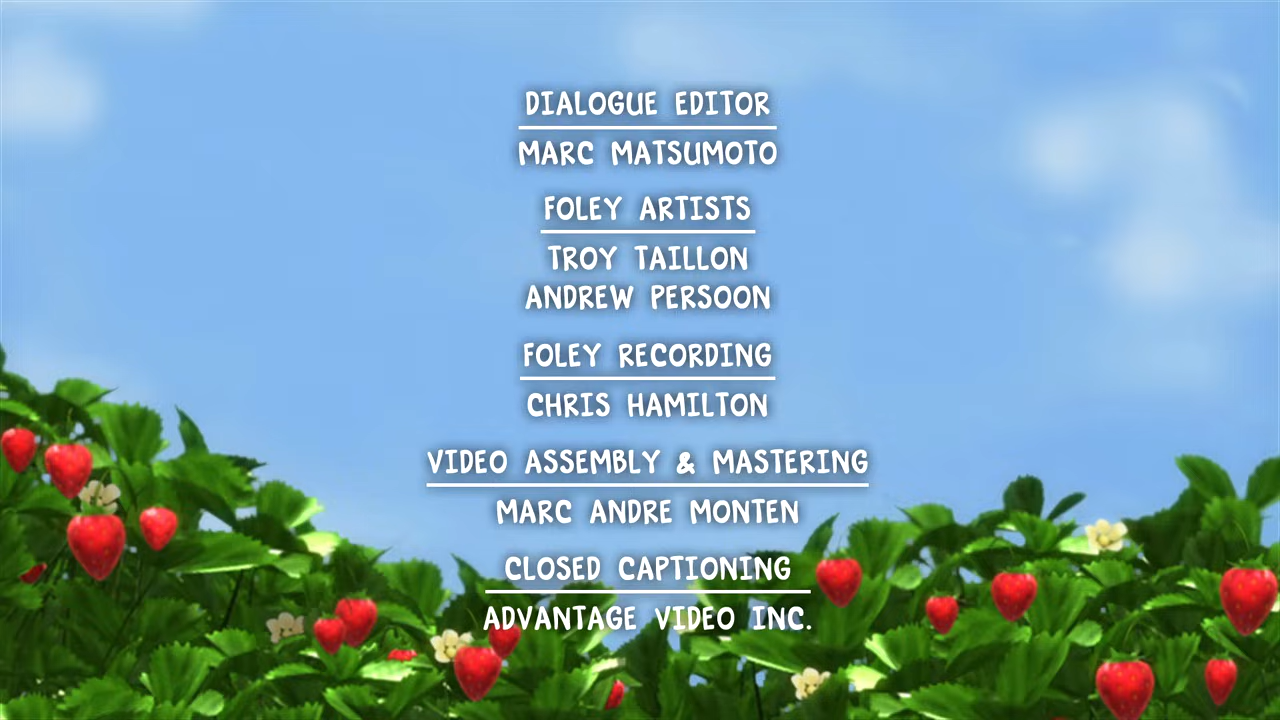 DIALOGUE EDITOR
MARC MATSUMOTO
FOLEY ARTISTS
TROY TAILLON
ANDREW PERSOON
FOLEY RECORDING
CHRIS HAMILTON
VIDEO ASSEMBLY & MASTERING
MARC ANDRE MONTEN
CLOSED CAPTIONING
ADVANTAGE VIDEO INC.